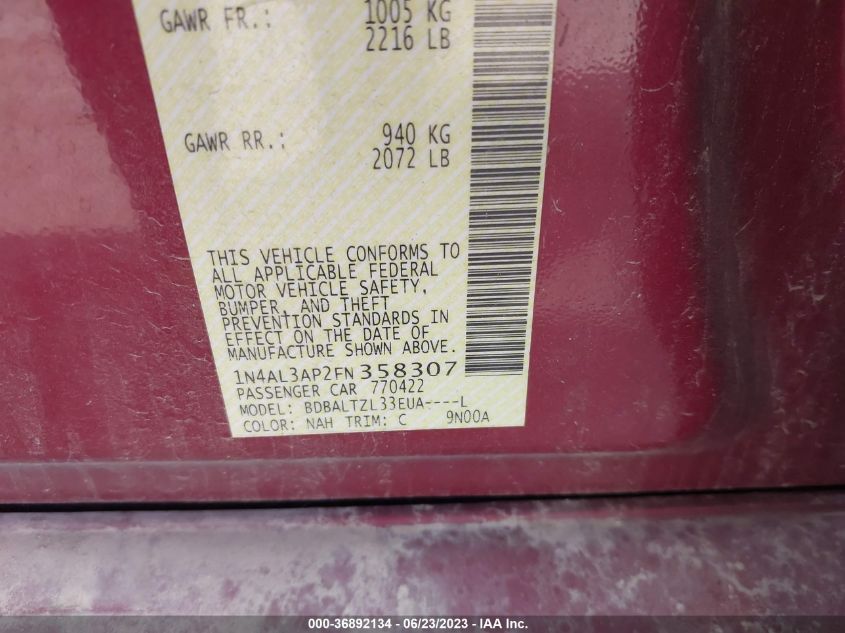 GAWR FR.: 1005 KG
2216 LB
GAWR RR.: 940 KG
2072 LB
THIS VEHICLE CONFORMS TO
ALL APPLICABLE FEDERAL
MOTOR VEHICLE SAFETY,
BUMPER, AND THEFT
PREVENTION STANDARDS IN
EFFECT ON THE DATE OF
MANUFACTURE SHOWN ABOVE.
1N4AL3AP2FN358307
PASSENGER CAR 770422
MODEL: BDBALTZL33EUA----L
COLOR: NAH TRIM: C 9N00A
000-36892134 - 06/23/2023 - IAA Inc.